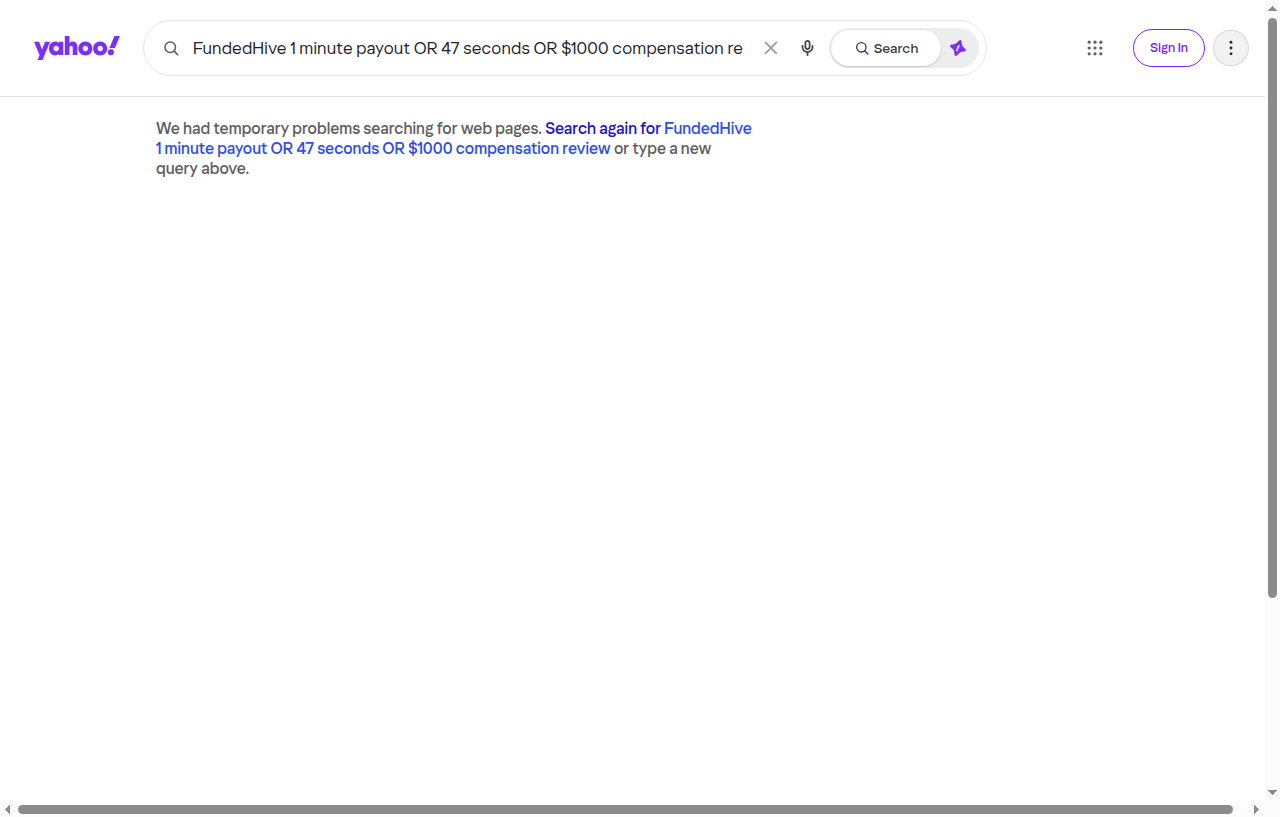 yahoo!
FundedHive 1 minute payout OR 47 seconds OR $1000 compensation re
Search
Sign In
We had temporary problems searching for web pages. Search again for FundedHive
1 minute payout OR 47 seconds OR $1000 compensation review or type a new
query above.